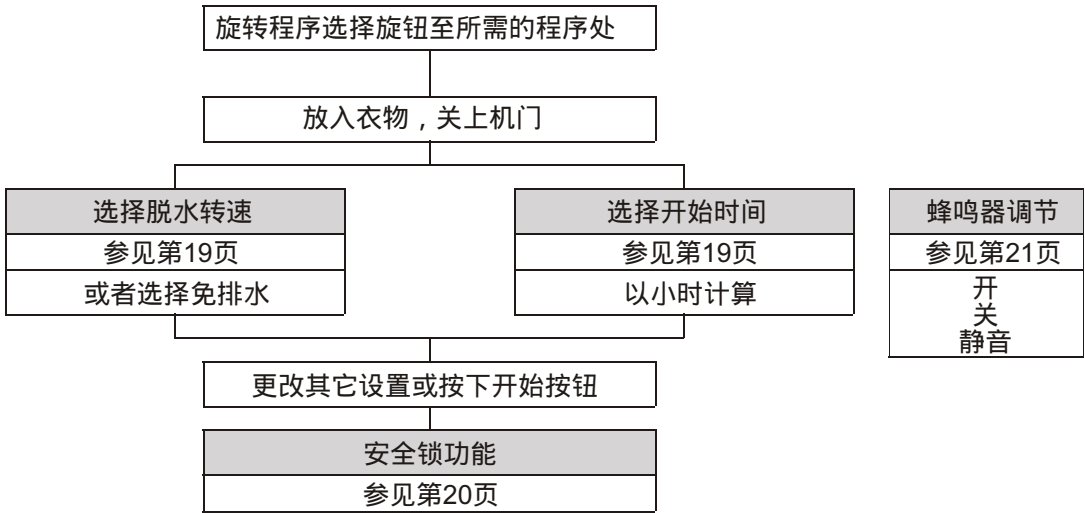 旋转程序选择旋钮至所需的程序处
放入衣物，关上机门
选择脱水转速
参见第19页
或者选择免排水
选择开始时间
参见第19页
以小时计算
蜂鸣器调节
参见第21页
开
关
静音
更改其它设置或按下开始按钮
安全锁功能
参见第20页